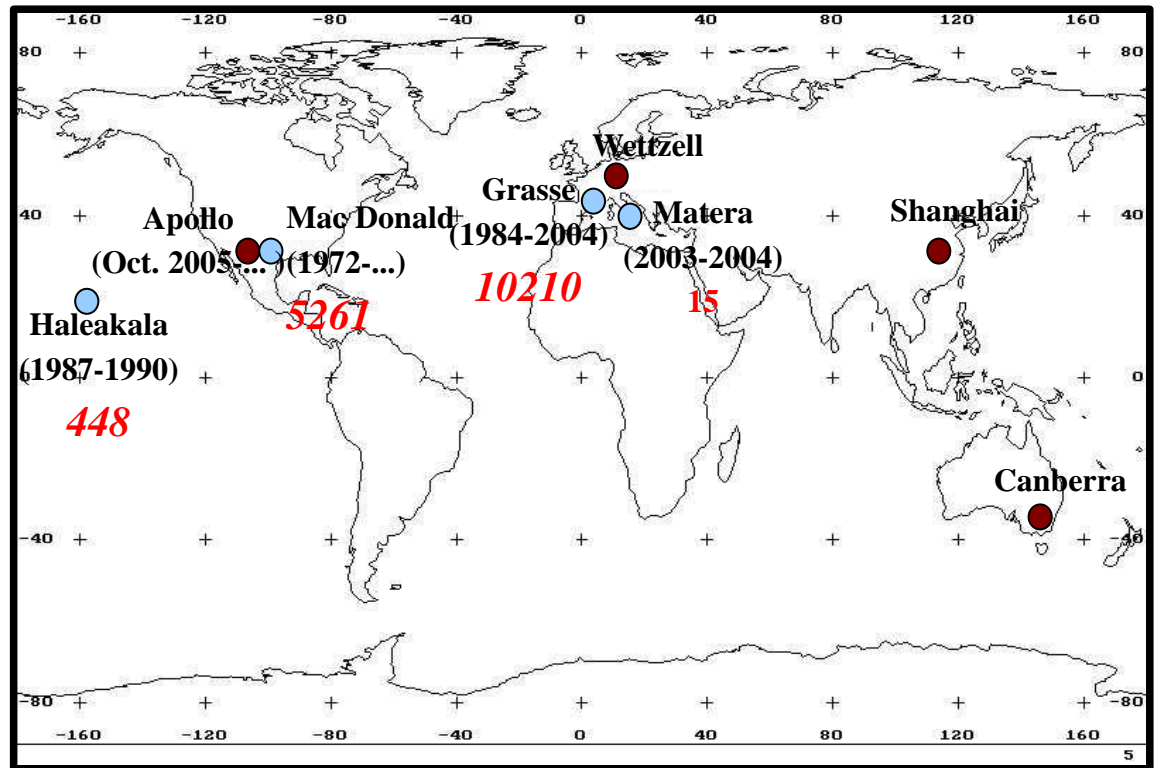 -160 -120 -80 -40 0 40 80 120 160
80 80
Wettzell
Grasse
Matera
Shanghai
40 40
Apollo
Mac Donald
(1984-2004)
(2003-2004)
(Oct. 2005-... )
(1972-...)
10210
15
5261
Haleakala
(1987-1990)
0 0
448
Canberra
-40 -40
-80 -80
-160 -120 -80 -40 0 40 80 120 160
5